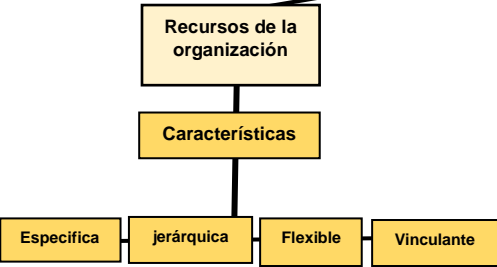 Recursos de la
organización
Características
Especifica
jerárquica
Flexible
Vinculante